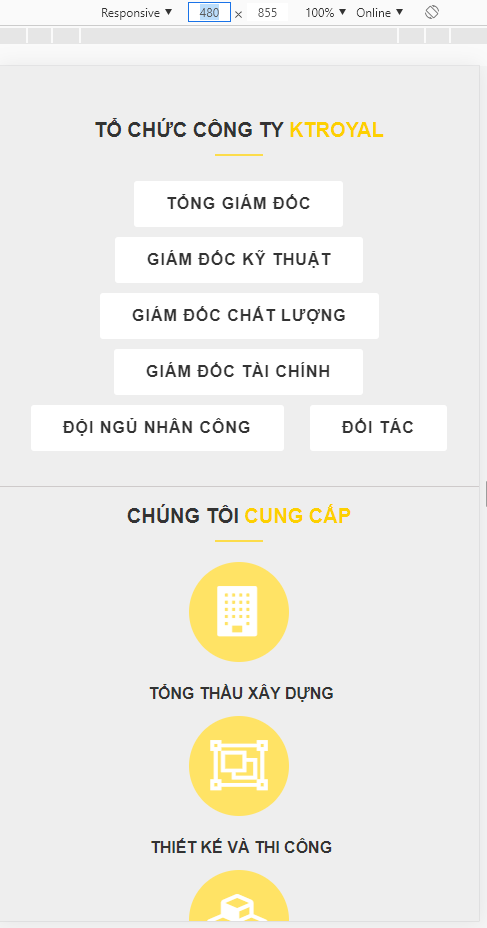 Responsive ▼ 480 × 855 100% ▼ Online ▼
TỔ CHỨC CÔNG TY KTROYAL
TỔNG GIÁM ĐỐC
GIÁM ĐỐC KỸ THUẬT
GIÁM ĐỐC CHẤT LƯỢNG
GIÁM ĐỐC TÀI CHÍNH
ĐỘI NGỦ NHÂN CÔNG ĐỐI TÁC
CHÚNG TÔI CUNG CẤP
TỔNG THẦU XÂY DỰNG
THIẾT KẾ VÀ THI CÔNG